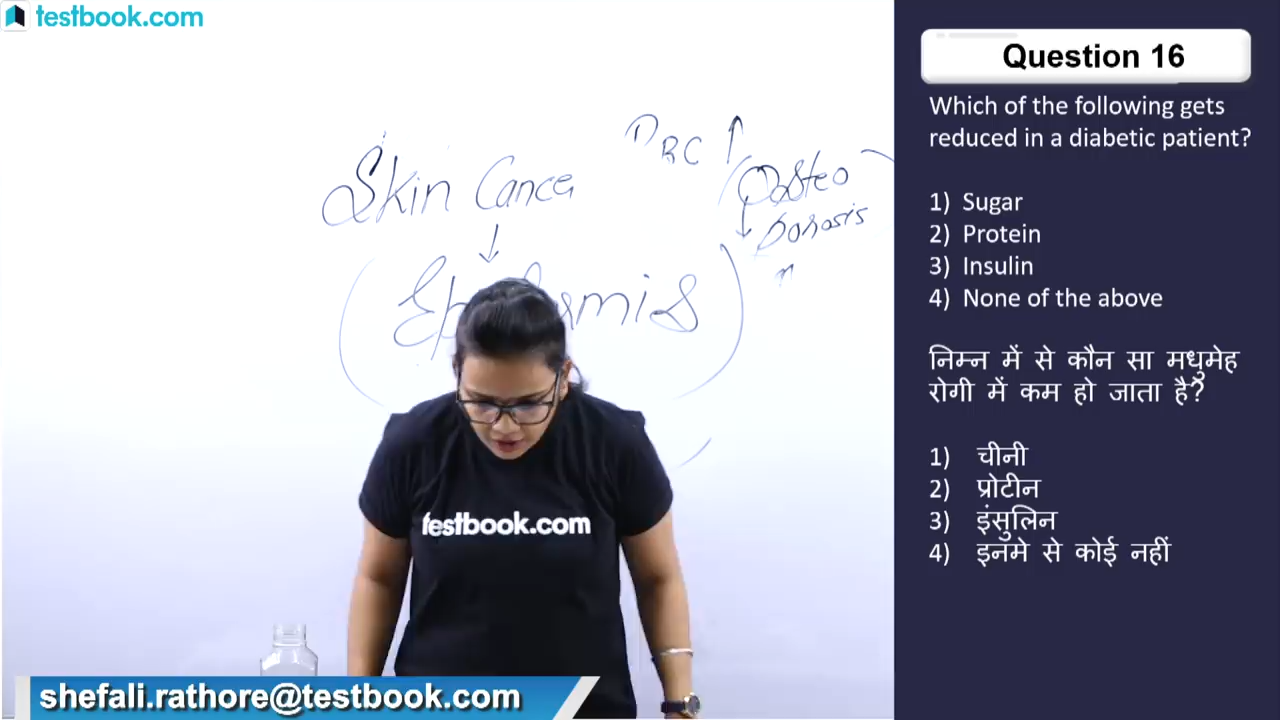 testbook.com
Skin Cancer
RBC ↑
Osteo
↓ Porosis
testbook.com
shefali.rathore@testbook.com
Question 16
Which of the following gets
reduced in a diabetic patient?
1) Sugar
2) Protein
3) Insulin
4) None of the above
निम्न में से कौन सा मधुमेह
रोगी में कम हो जाता है?
1) चीनी
2) प्रोटीन
3) इंसुलिन
4) इनमे से कोई नहीं